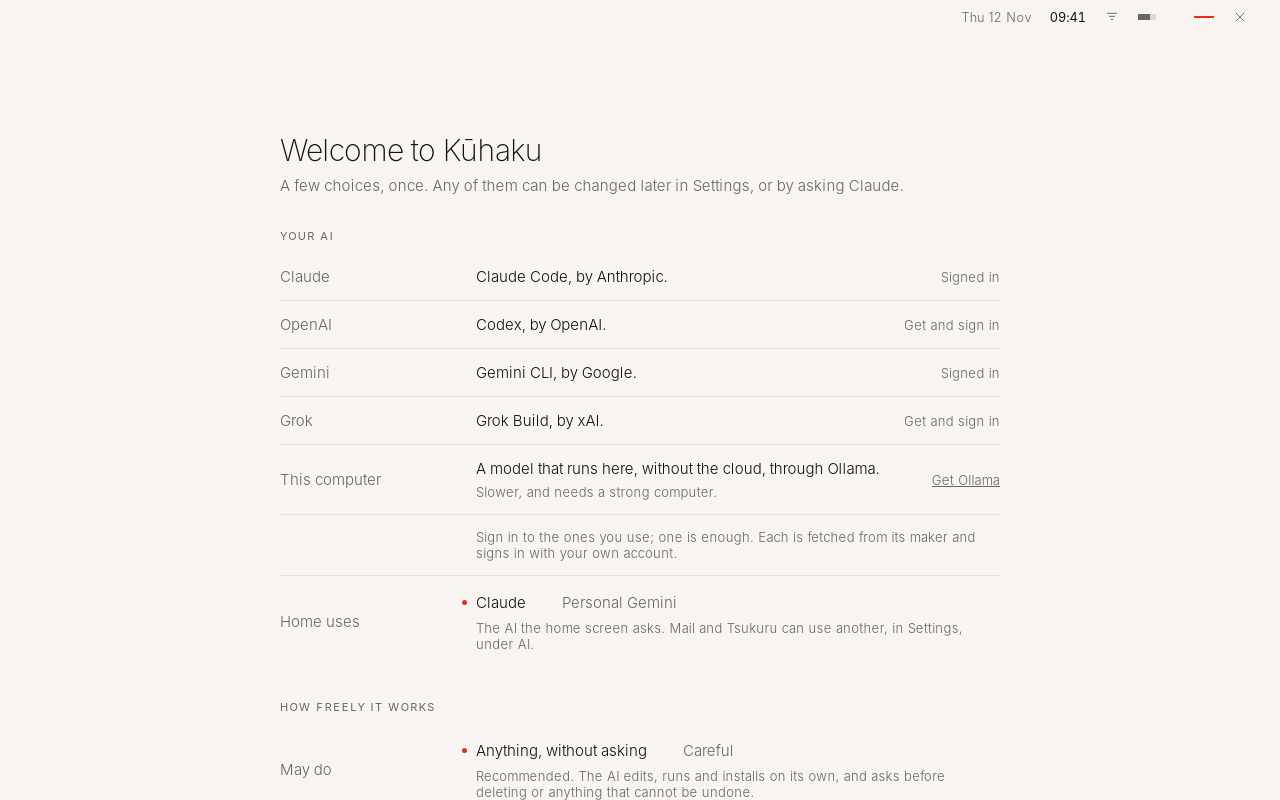 Thu 12 Nov 09:41
Welcome to Kūhaku
A few choices, once. Any of them can be changed later in Settings, or by asking Claude.
YOUR AI
Claude Claude Code, by Anthropic. Signed in
OpenAI Codex, by OpenAI. Get and sign in
Gemini Gemini CLI, by Google. Signed in
Grok Grok Build, by xAI. Get and sign in
This computer A model that runs here, without the cloud, through Ollama. Get Ollama
Slower, and needs a strong computer.
Sign in to the ones you use; one is enough. Each is fetched from its maker and
signs in with your own account.
Home uses Claude Personal Gemini
The AI the home screen asks. Mail and Tsukuru can use another, in Settings,
under AI.
HOW FREELY IT WORKS
May do Anything, without asking Careful
Recommended. The AI edits, runs and installs on its own, and asks before
deleting or anything that cannot be undone.